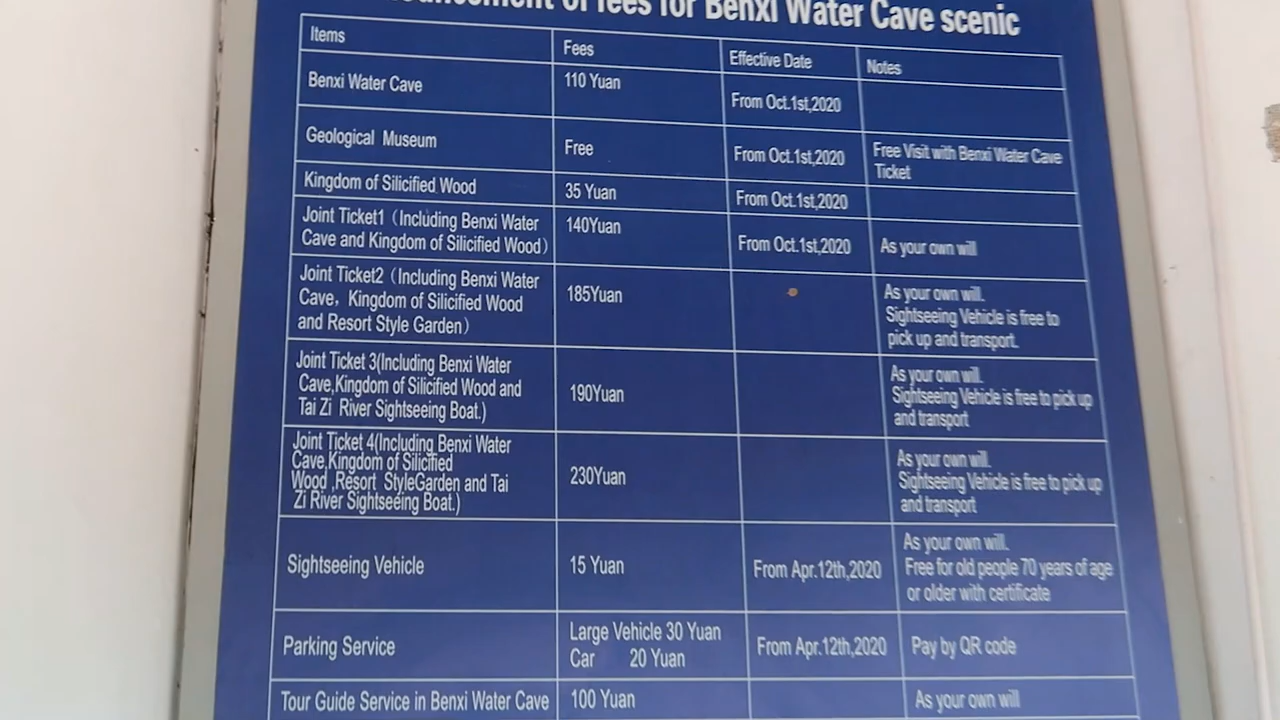 of fees for Benxi Water Cave scenic
Items
Fees
Effective Date
Notes
Benxi Water Cave
110 Yuan
From Oct.1st,2020
Geological Museum
Free
From Oct.1st,2020
Free Visit with Benxi Water Cave
Ticket
Kingdom of Silicified Wood
35 Yuan
From Oct.1st,2020
Joint Ticket1（Including Benxi Water
Cave and Kingdom of Silicified Wood）
140Yuan
From Oct.1st,2020
As your own will
Joint Ticket2（Including Benxi Water
Cave，Kingdom of Silicified Wood
and Resort Style Garden）
185Yuan
As your own will.
Sightseeing Vehicle is free to
pick up and transport.
Joint Ticket 3(Including Benxi Water
Cave,Kingdom of Silicified Wood and
Tai Zi River Sightseeing Boat.)
190Yuan
As your own will.
Sightseeing Vehicle is free to pick up
and transport
Joint Ticket 4(Including Benxi Water
Cave,Kingdom of Silicified
Wood ,Resort StyleGarden and Tai
Zi River Sightseeing Boat.)
230Yuan
As your own will.
Sightseeing Vehicle is free to pick up
and transport
Sightseeing Vehicle
15 Yuan
From Apr.12th,2020
As your own will.
Free for old people 70 years of age
or older with certificate
Parking Service
Large Vehicle 30 Yuan
Car 20 Yuan
From Apr.12th,2020
Pay by QR code
Tour Guide Service in Benxi Water Cave
100 Yuan
As your own will